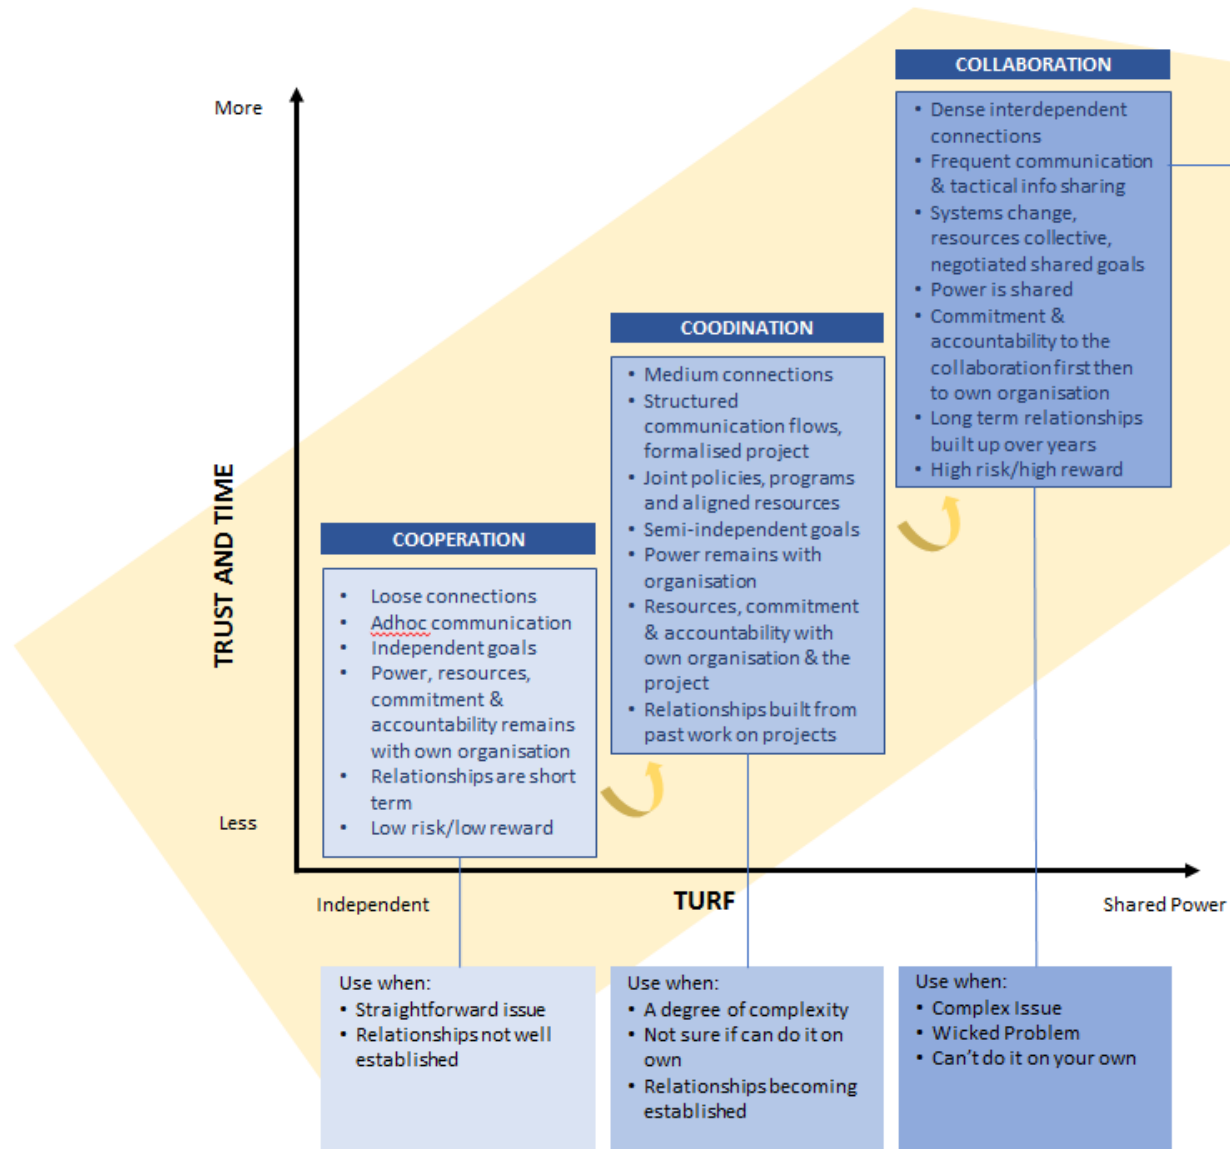 COLLABORATION
More
• Dense interdependent
connections
• Frequent communication
& tactical info sharing
• Systems change,
resources collective,
negotiated shared goals
• Power is shared
• Commitment &
accountability to the
collaboration first then
to own organisation
• Long term relationships
built up over years
• High risk/high reward
COODINATION
• Medium connections
• Structured
communication flows,
formalised project
• Joint policies, programs
and aligned resources
• Semi-independent goals
• Power remains with
organisation
• Resources, commitment
& accountability with
own organisation & the
project
• Relationships built from
past work on projects
TRUST AND TIME
COOPERATION
• Loose connections
• Adhoc communication
• Independent goals
• Power, resources,
commitment &
accountability remains
with own organisation
• Relationships are short
term
• Low risk/low reward
Less
Independent
TURF
Shared Power
Use when:
• Straightforward issue
• Relationships not well
established
Use when:
• A degree of complexity
• Not sure if can do it on
own
• Relationships becoming
established
Use when:
• Complex Issue
• Wicked Problem
• Can't do it on your own